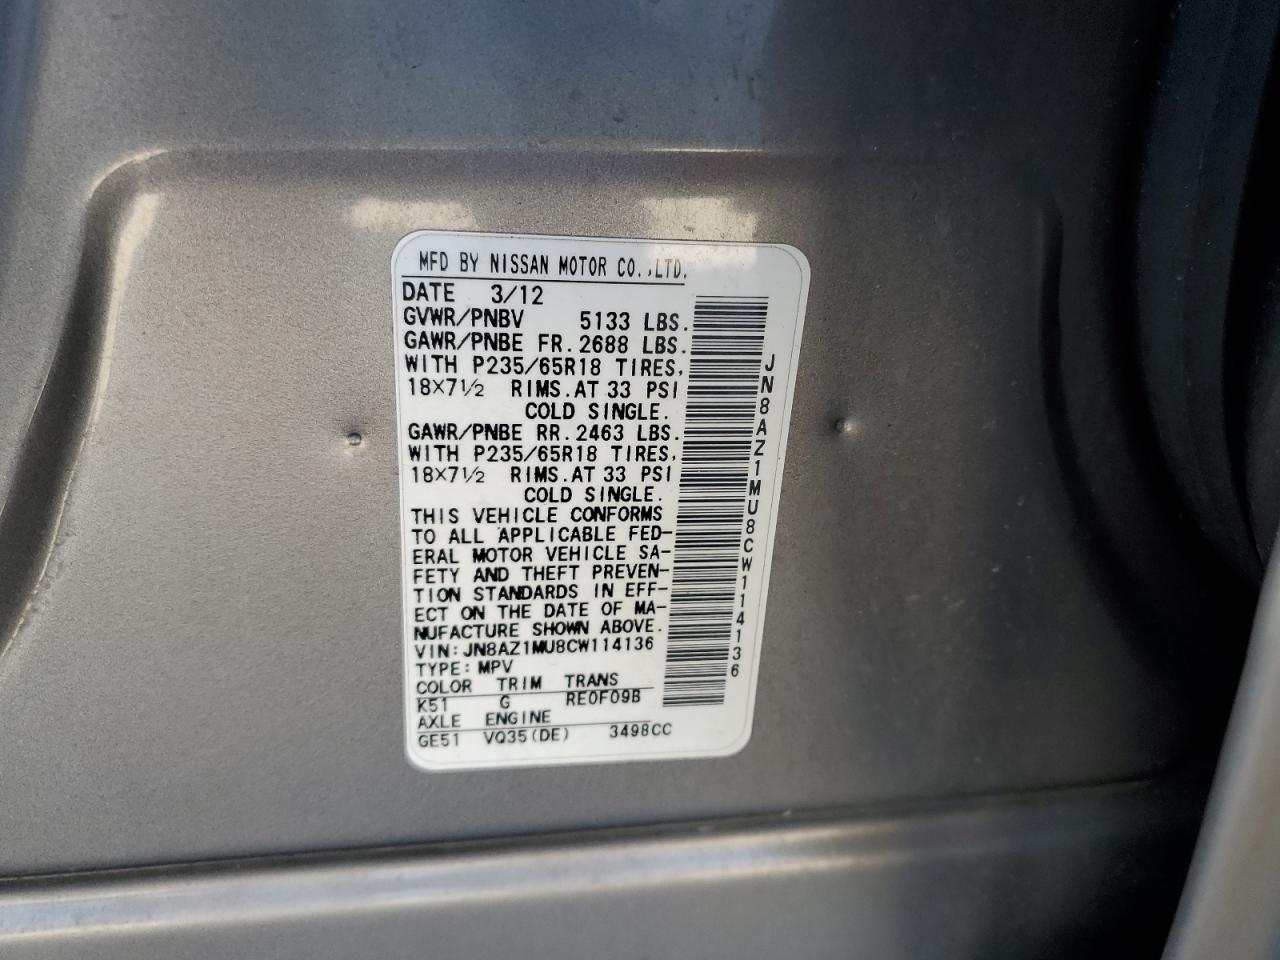 MFD BY NISSAN MOTOR CO.,LTD.
DATE 3/12
GVWR/PNBV 5133 LBS.
GAWR/PNBE FR. 2688 LBS.
WITH P235/65R18 TIRES,
18×7½ RIMS. AT 33 PSI
COLD SINGLE.
GAWR/PNBE RR. 2463 LBS.
WITH P235/65R18 TIRES,
18×7½ RIMS. AT 33 PSI
COLD SINGLE.
THIS VEHICLE CONFORMS
TO ALL APPLICABLE FED-
ERAL MOTOR VEHICLE SA-
FETY AND THEFT PREVEN-
TION STANDARDS IN EFF-
ECT ON THE DATE OF MA-
NUFACTURE SHOWN ABOVE.
VIN: JN8AZ1MU8CW114136
TYPE: MPV
COLOR TRIM TRANS
K51 G RE0F09B
AXLE ENGINE
GE51 VQ35(DE) 3498CC
JN8AZ1MU8CW114136